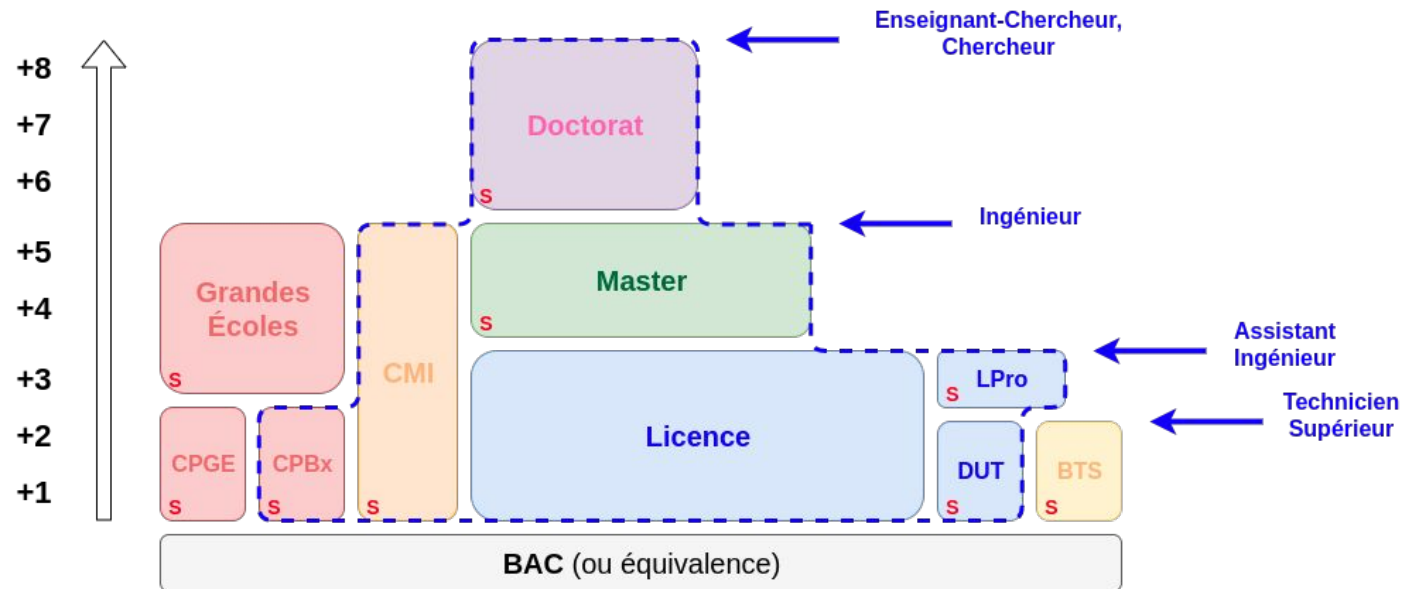 Enseignant-Chercheur,
Chercheur
+8
+7
Doctorat
+6
S
Ingénieur
+5
Grandes
Écoles
Master
+4
S
Assistant
Ingénieur
+3
S
CMI
S
LPro
Technicien
Supérieur
+2
CPGE
CPBx
Licence
DUT
BTS
+1
S
S
S
S
S
BAC (ou équivalence)